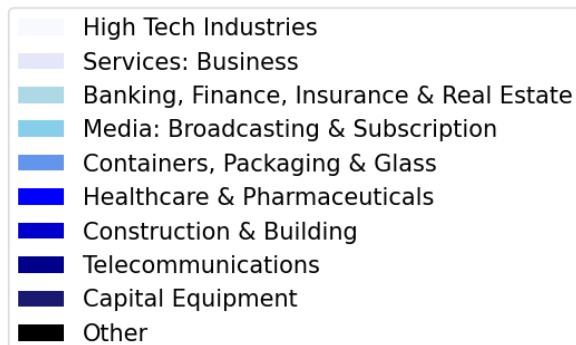 High Tech Industries
Services: Business
Banking, Finance, Insurance & Real Estate
Media: Broadcasting & Subscription
Containers, Packaging & Glass
Healthcare & Pharmaceuticals
Construction & Building
Telecommunications
Capital Equipment
Other